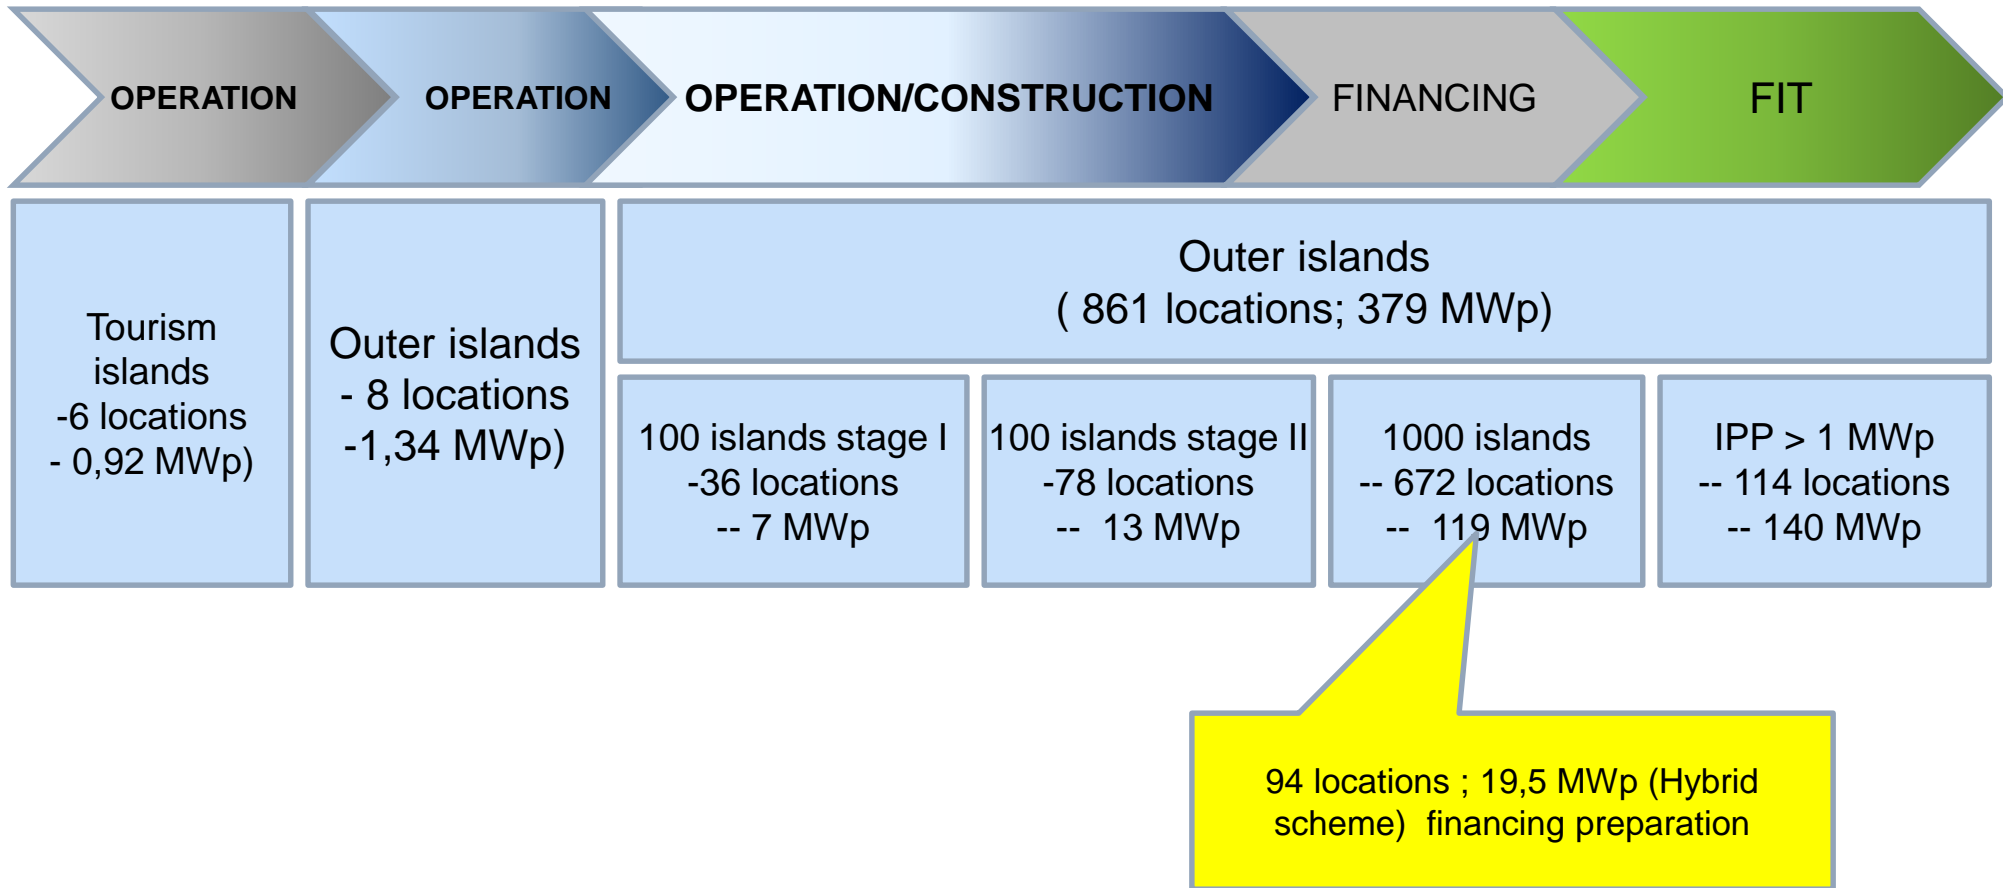 OPERATION
OPERATION
OPERATION/CONSTRUCTION
FINANCING
FIT
Tourism
islands
-6 locations
- 0,92 MWp)
Outer islands
- 8 locations
-1,34 MWp)
Outer islands
( 861 locations; 379 MWp)
100 islands stage I
-36 locations
-- 7 MWp
100 islands stage II
-78 locations
-- 13 MWp
1000 islands
-- 672 locations
-- 119 MWp
IPP > 1 MWp
-- 114 locations
-- 140 MWp
94 locations ; 19,5 MWp (Hybrid
scheme) financing preparation